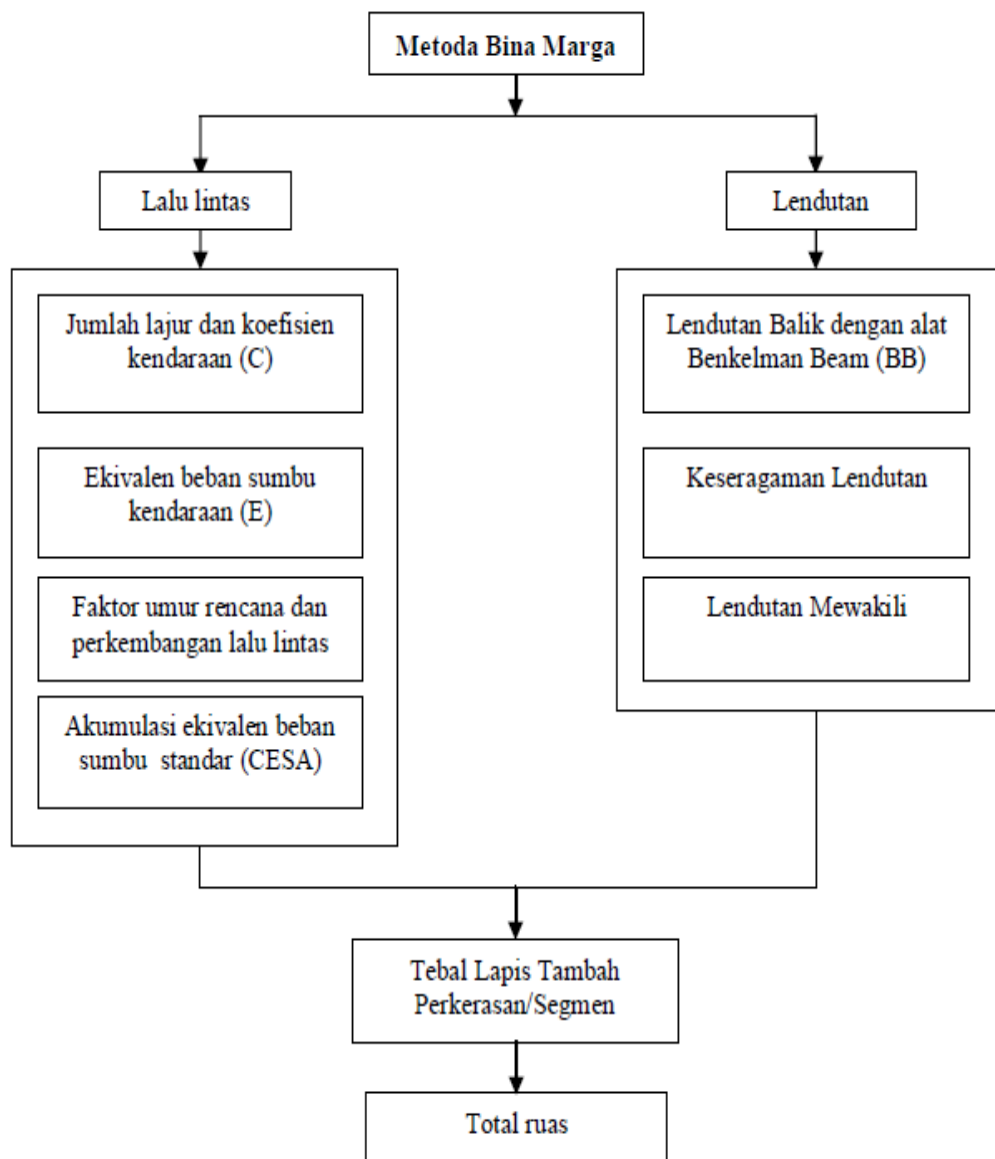 Metoda Bina Marga
Lalu lintas
Lendutan
Jumlah lajur dan koefisien
kendaraan (C)
Ekivalen beban sumbu
kendaraan (E)
Faktor umur rencana dan
perkembangan lalu lintas
Akumulasi ekivalen beban
sumbu standar (CESA)
Lendutan Balik dengan alat
Benkelman Beam (BB)
Keseragaman Lendutan
Lendutan Mewakili
Tebal Lapis Tambah
Perkerasan/Segmen
Total ruas